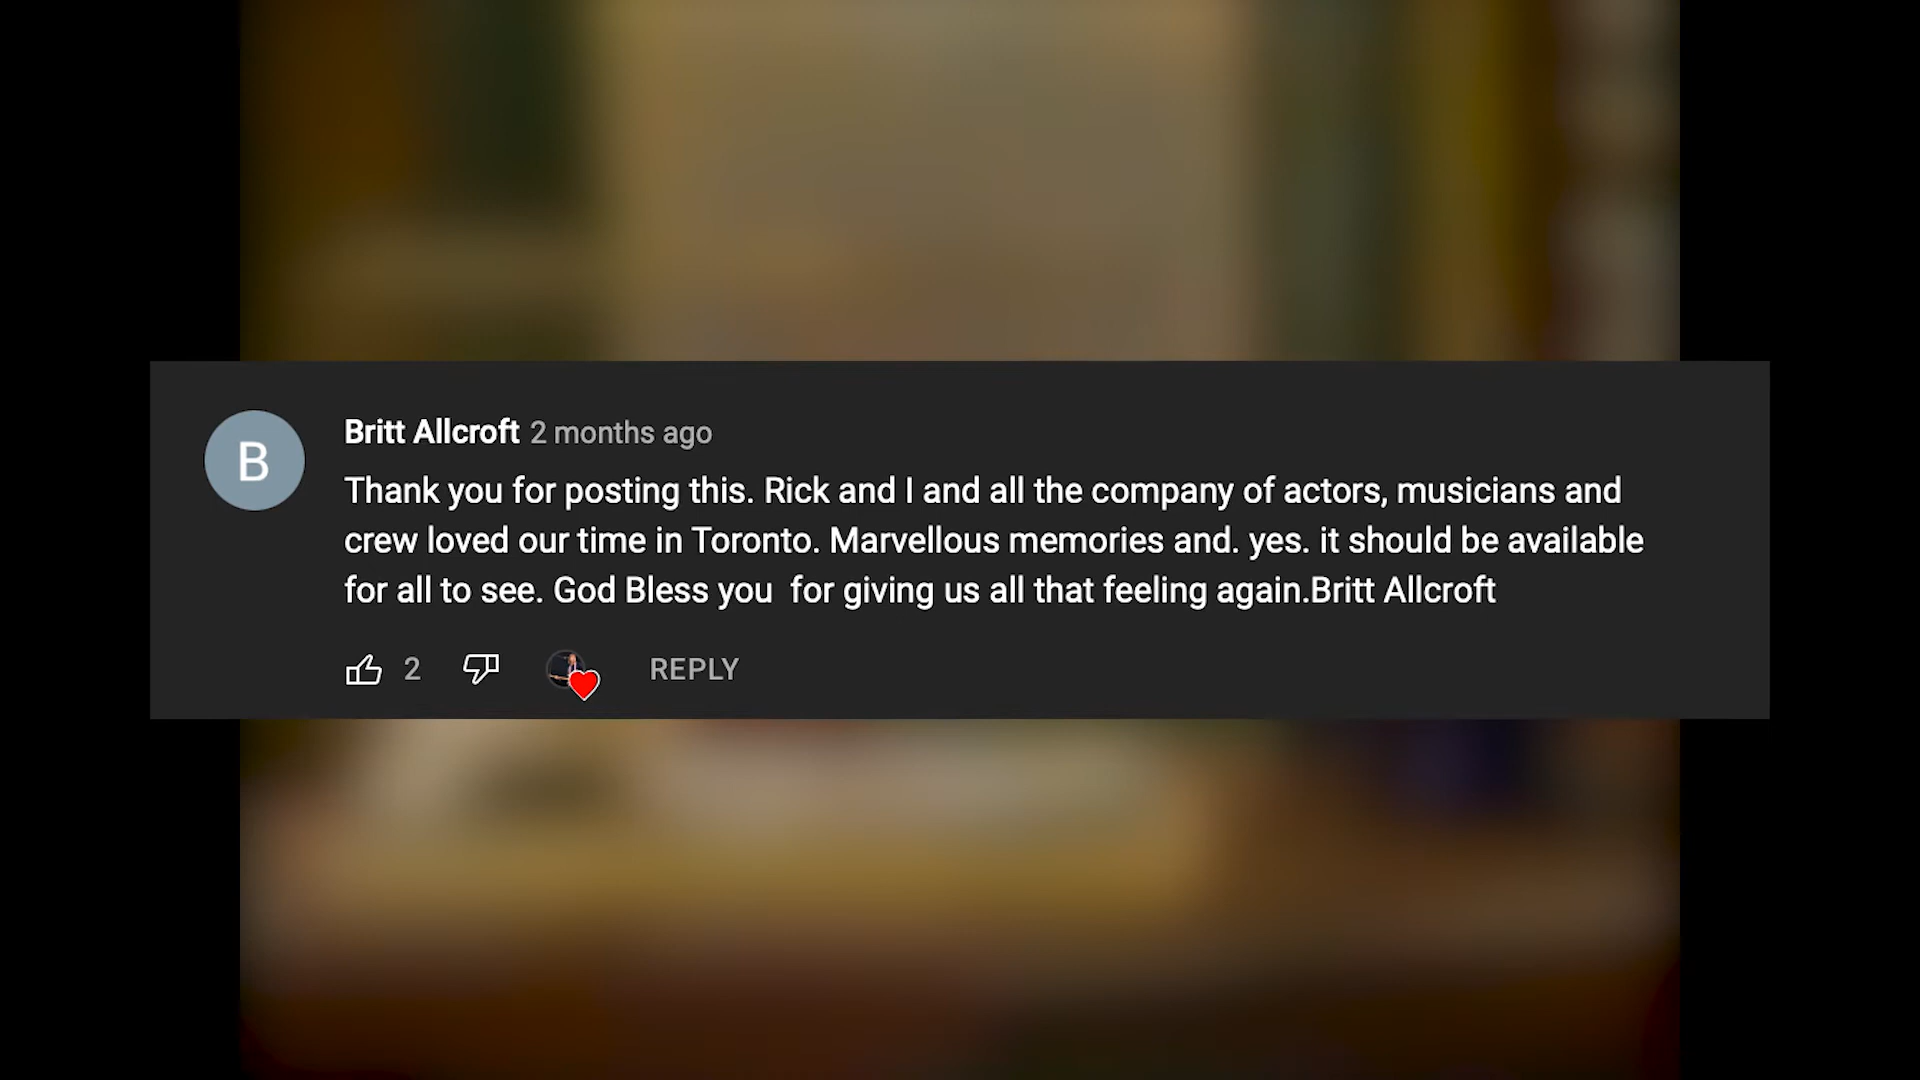 B
Britt Allcroft 2 months ago
Thank you for posting this. Rick and I and all the company of actors, musicians and
crew loved our time in Toronto. Marvellous memories and. yes. it should be available
for all to see. God Bless you  for giving us all that feeling again.Britt Allcroft
2 REPLY